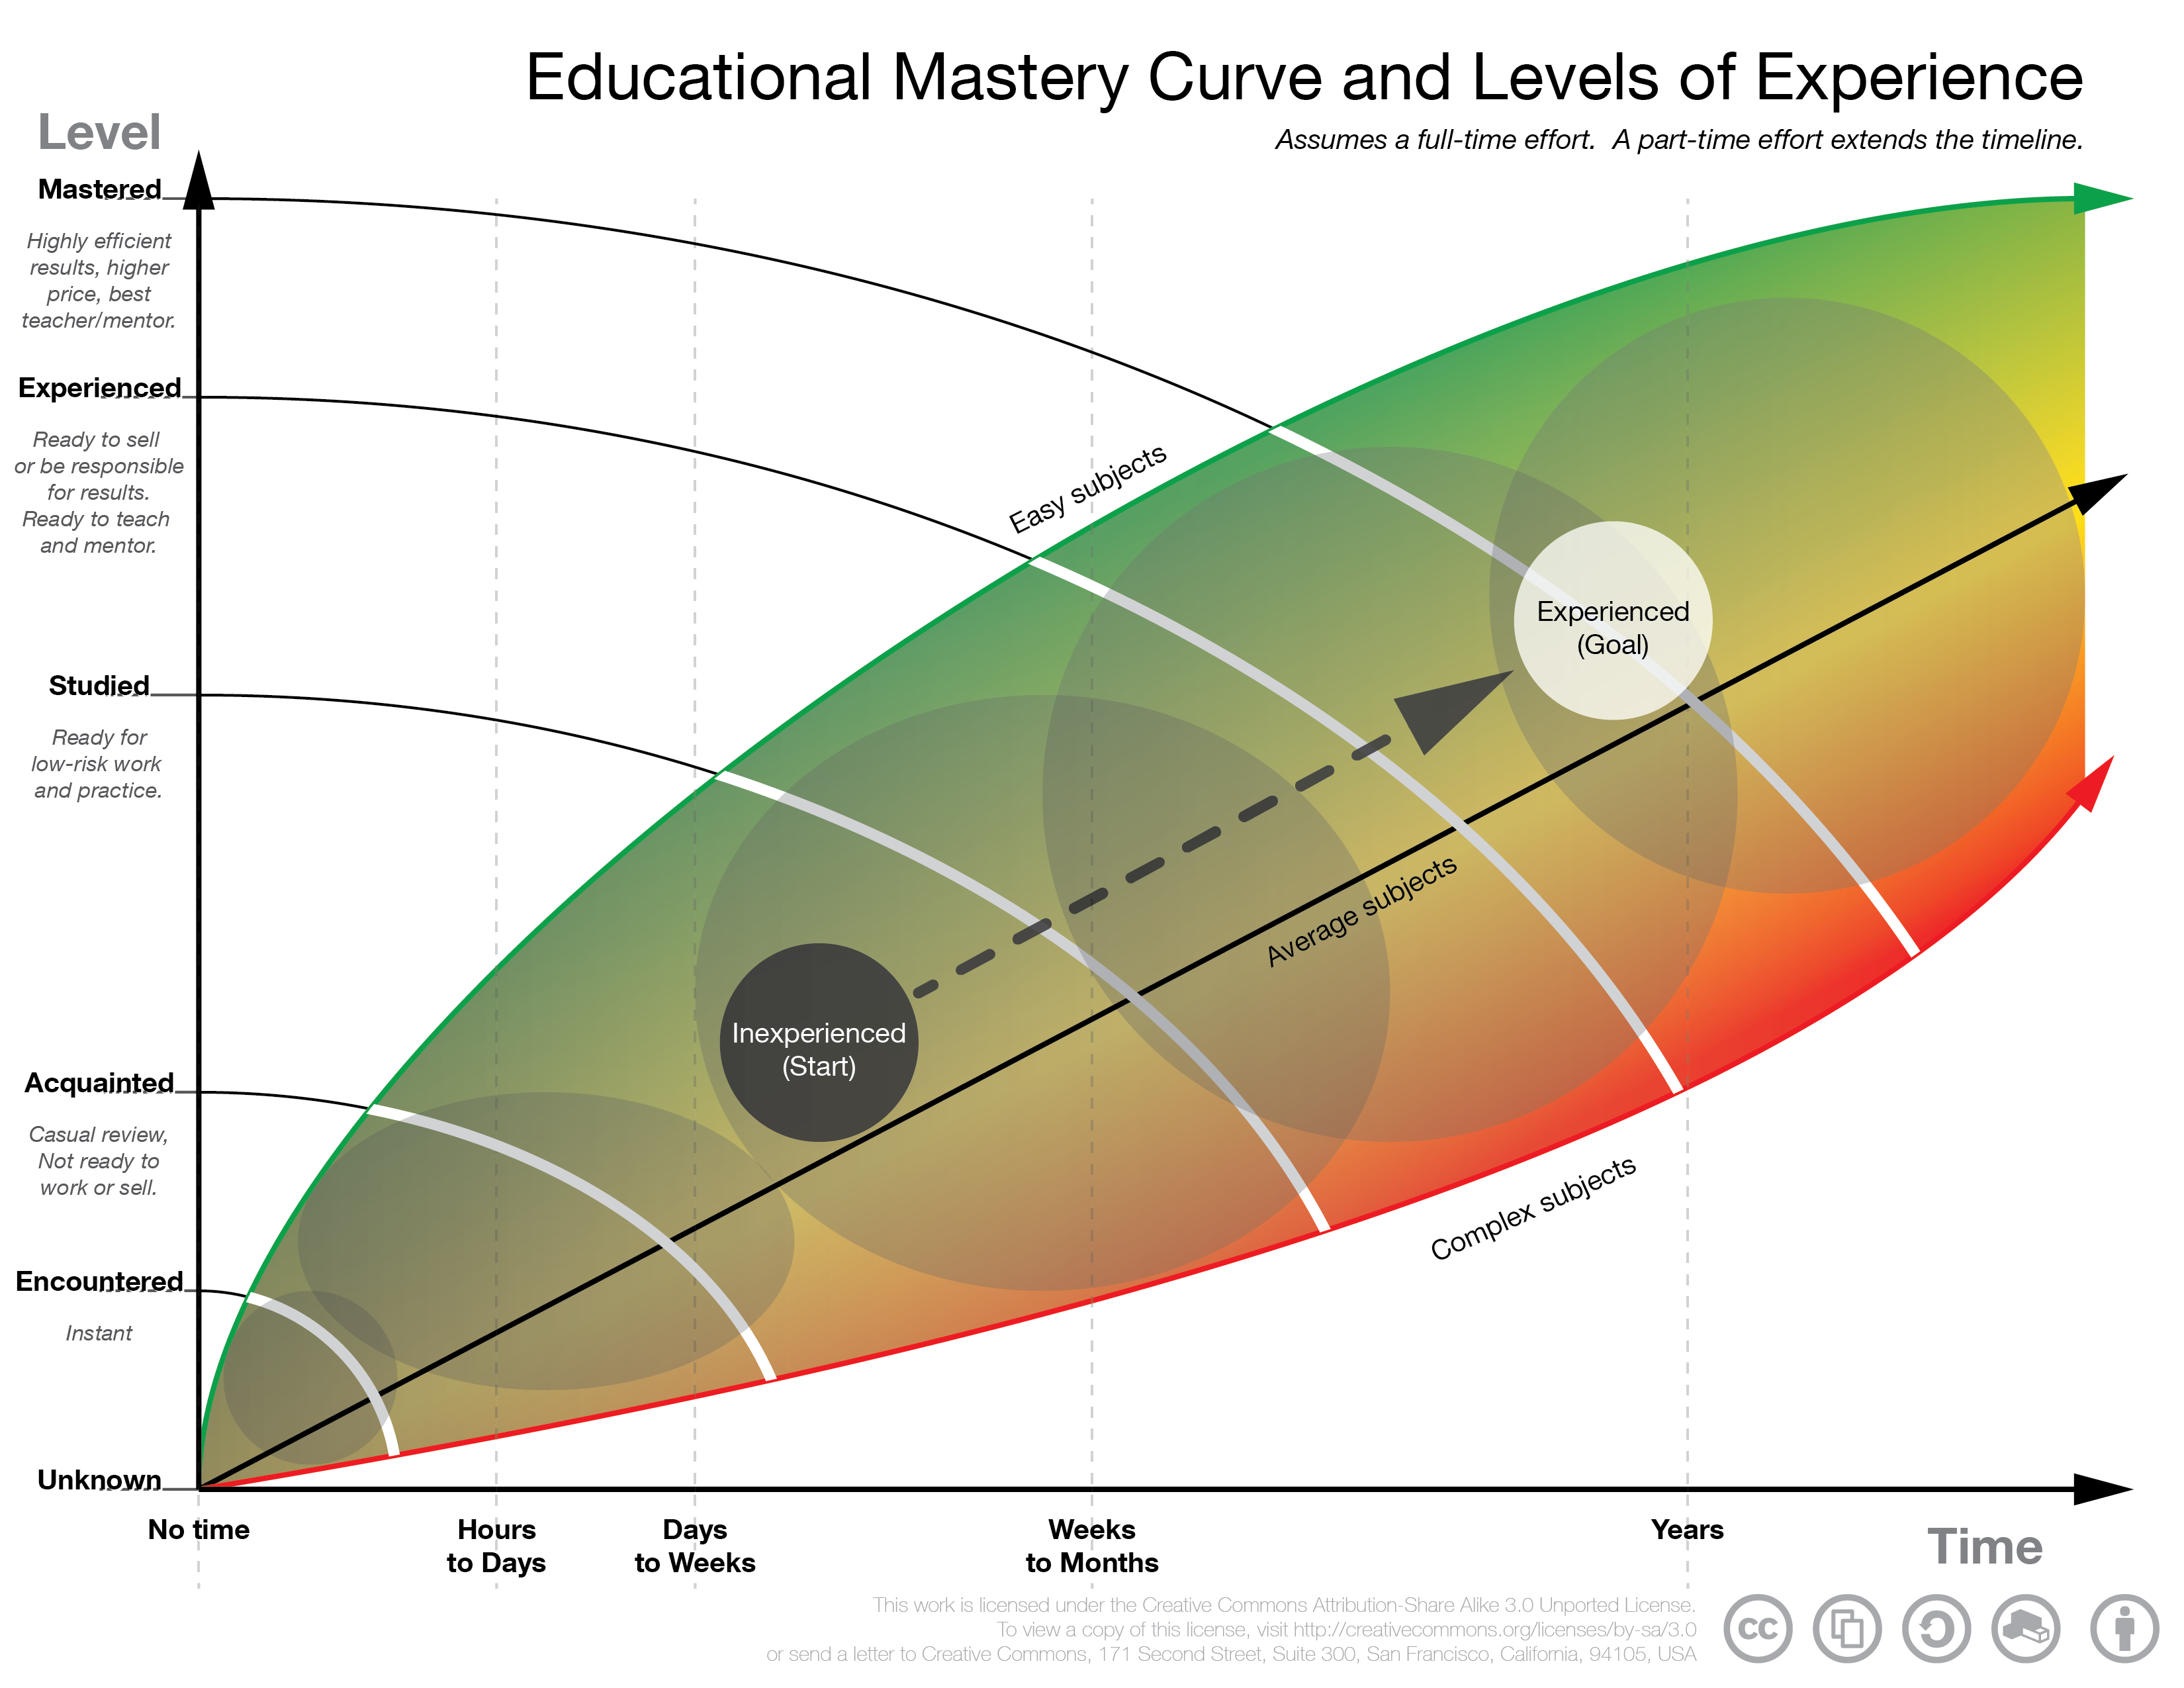 Educational Mastery Curve and Levels of Experience
Assumes a full-time effort.  A part-time effort extends the timeline.
Level
Mastered
Highly efficient
results, higher
price, best
teacher/mentor.
Experienced
Ready to sell
or be responsible
for results.
Ready to teach
and mentor.
Studied
Ready for
low-risk work
and practice.
Acquainted
Casual review,
Not ready to
work or sell.
Encountered
Instant
Unknown
Easy subjects
Average subjects
Complex subjects
Experienced
(Goal)
Inexperienced
(Start)
No time
Hours
to Days
Days
to Weeks
Weeks
to Months
Years
Time
This work is licensed under the Creative Commons Attribution-Share Alike 3.0 Unported License.
To view a copy of this license, visit http://creativecommons.org/licenses/by-sa/3.0
or send a letter to Creative Commons, 171 Second Street, Suite 300, San Francisco, California, 94105, USA
cc